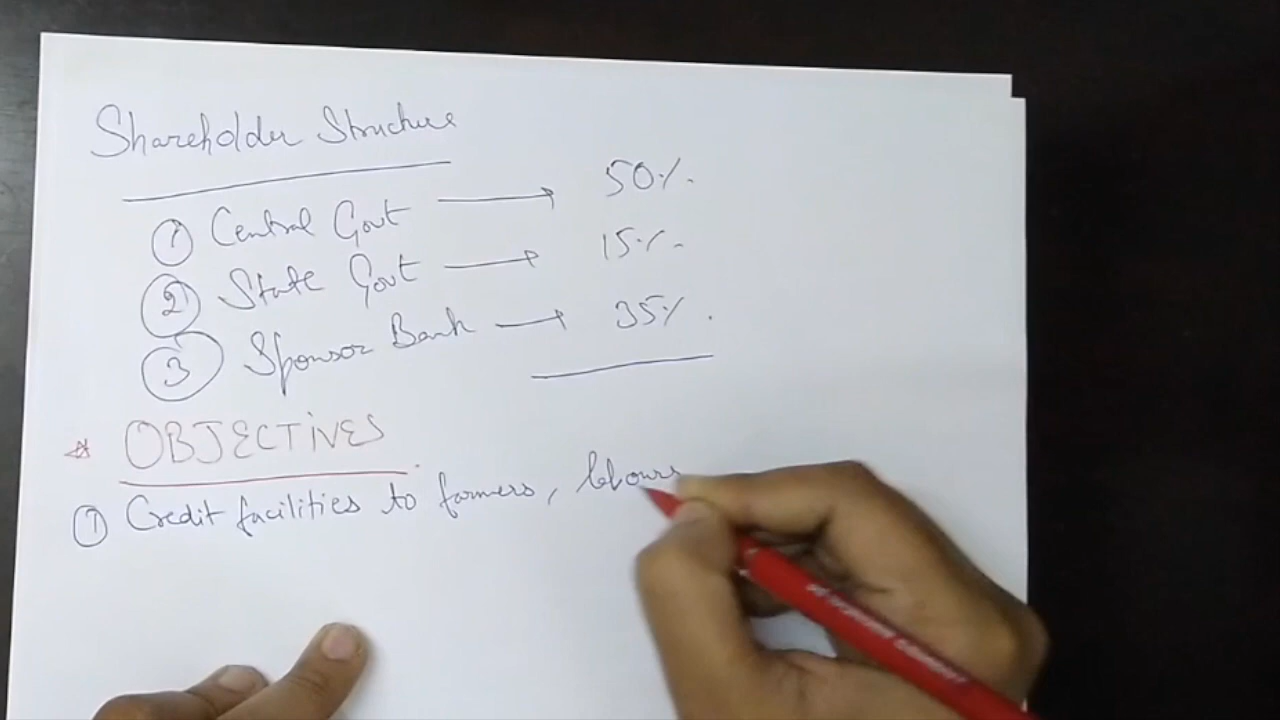 Shareholder Structure
① Central Govt → 50%.
② State Govt → 15%.
③ Sponsor Bank → 35%.
☆ OBJECTIVES
① Credit facilities to farmers, labours